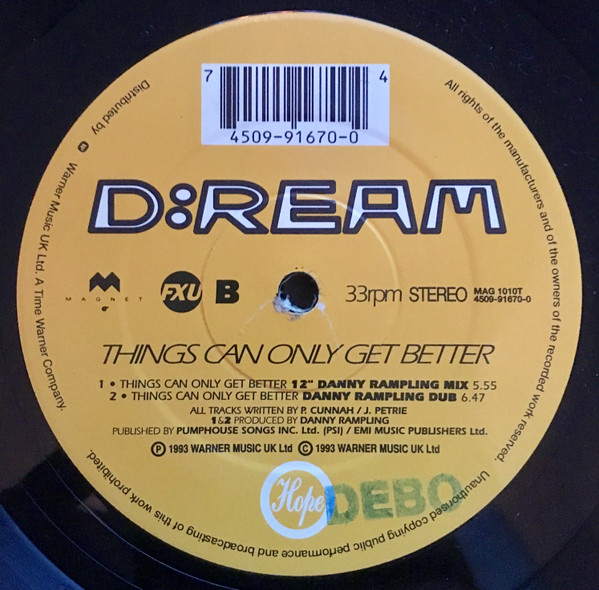 7 4
4509-91670-0
D:REAM
MAGNET
FXU
B
33rpm STEREO
MAG 1010T
4509-91670-0
THINGS CAN ONLY GET BETTER
1 • THINGS CAN ONLY GET BETTER 12" DANNY RAMPLING MIX 5.55
2 • THINGS CAN ONLY GET BETTER DANNY RAMPLING DUB 6.47
ALL TRACKS WRITTEN BY P. CUNNAH / J. PETRIE
1&2 PRODUCED BY DANNY RAMPLING
PUBLISHED BY PUMPHOUSE SONGS INC. Ltd. (PSI) / EMI MUSIC PUBLISHERS Ltd.
Ⓟ 1993 WARNER MUSIC UK Ltd © 1993 WARNER MUSIC UK Ltd
Hope
DEBO
All rights of the manufacturers and of the owners of the recorded work reserved. Unauthorised copying public performance and broadcasting of this work prohibited.
Distributed by Warner Music UK Ltd. A Time Warner Company.